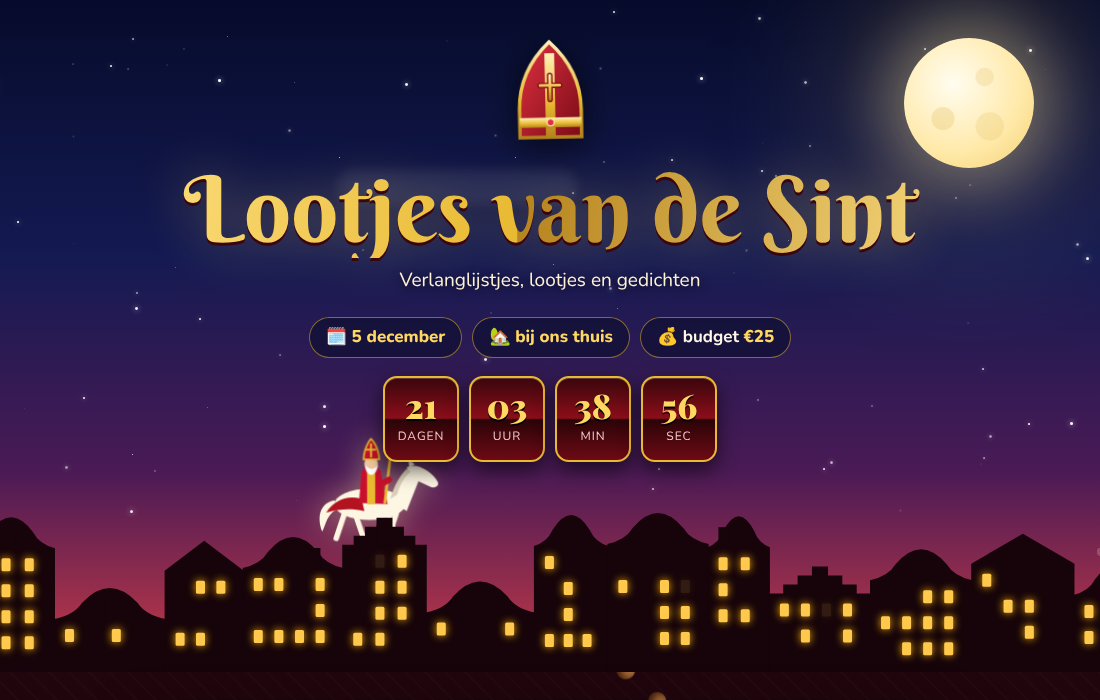 Lootjes van de Sint
Verlanglijstjes, lootjes en gedichten
5 december
bij ons thuis
budget €25
21 03 38 56
DAGEN UUR MIN SEC